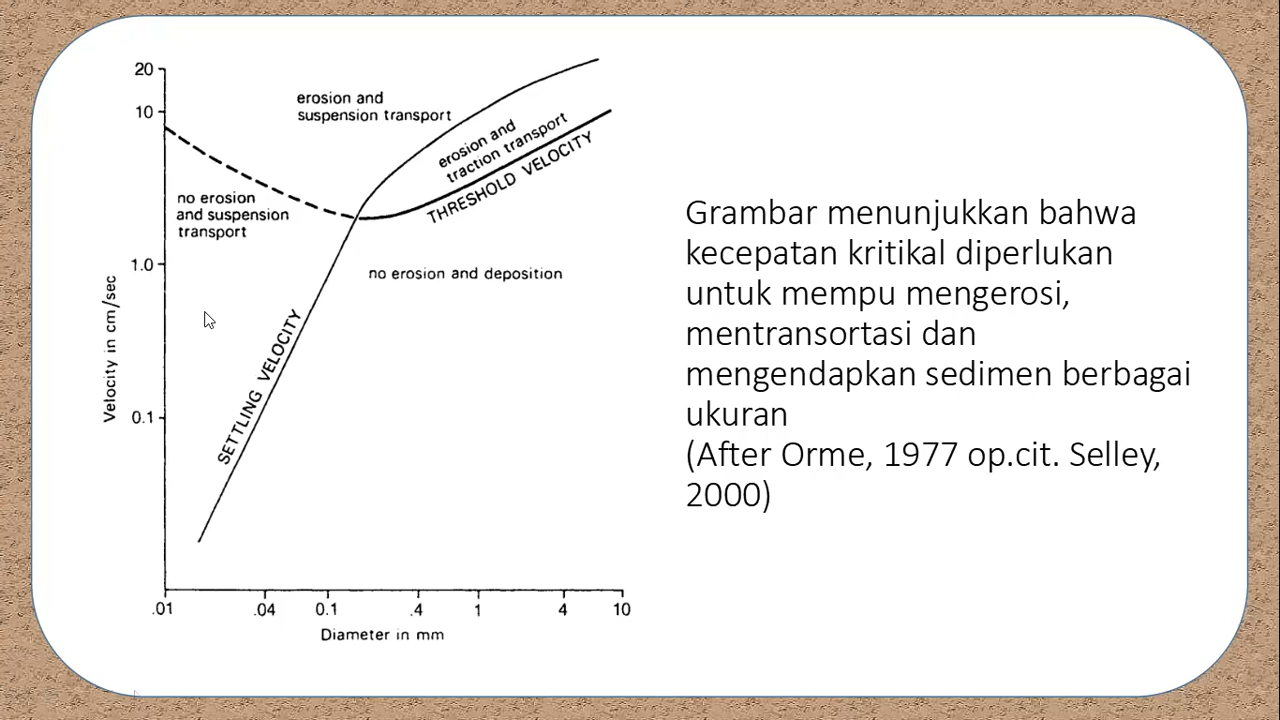 20
10
1.0
0.1
Velocity in cm/sec
erosion and
suspension transport
erosion and
traction transport
THRESHOLD VELOCITY
no erosion
and suspension
transport
no erosion and deposition
SETTLING VELOCITY
.01 .04 0.1 .4 1 4 10
Diameter in mm
Grambar menunjukkan bahwa
kecepatan kritikal diperlukan
untuk mempu mengerosi,
mentransortasi dan
mengendapkan sedimen berbagai
ukuran
(After Orme, 1977 op.cit. Selley,
2000)